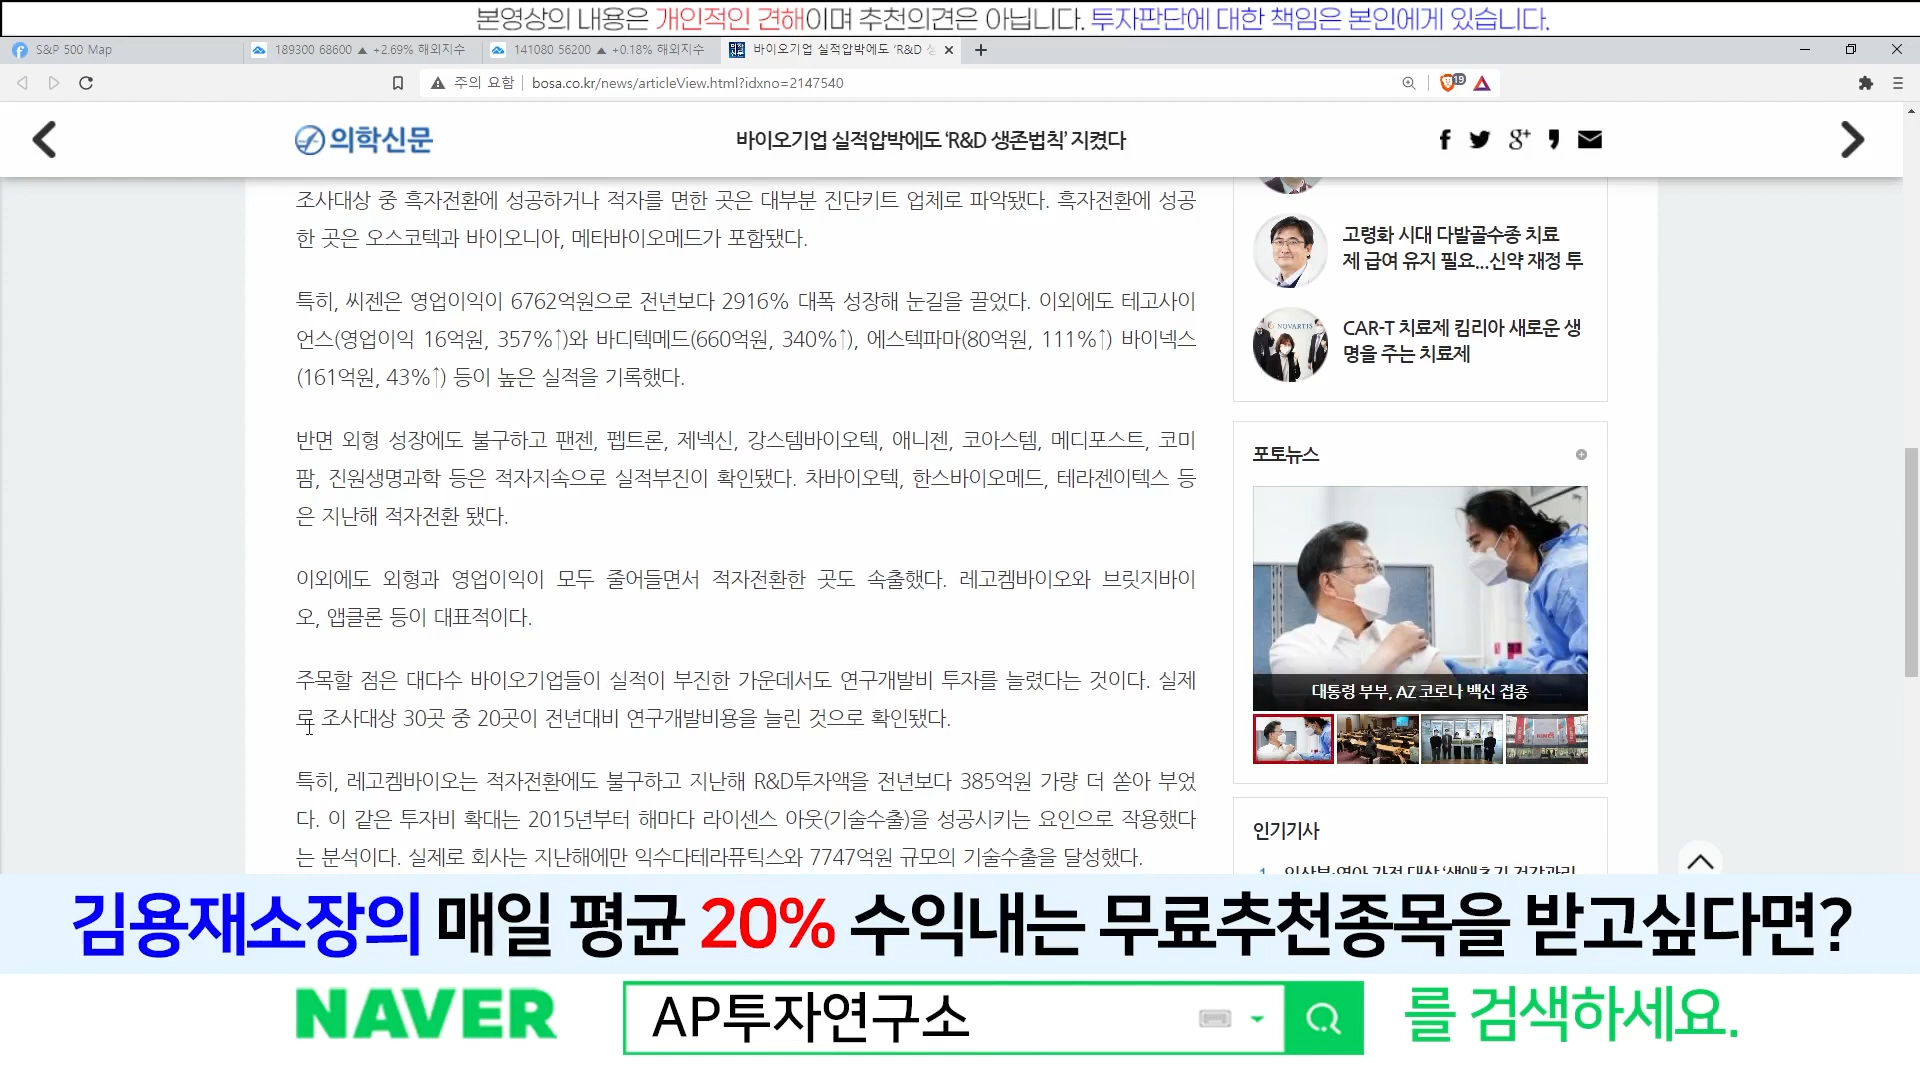 본영상의 내용은 개인적인 견해이며 추천의견은 아닙니다. 투자판단에 대한 책임은 본인에게 있습니다.
S&P 500 Map
189300 68600 ▲ +2.69% 해외지수
141080 56200 ▲ +0.18% 해외지수
바이오기업 실적압박에도 'R&D 생
주의 요함
bosa.co.kr/news/articleView.html?idxno=2147540
19
의학신문
바이오기업 실적압박에도 ‘R&D 생존법칙’ 지켰다
조사대상 중 흑자전환에 성공하거나 적자를 면한 곳은 대부분 진단키트 업체로 파악됐다. 흑자전환에 성공
한 곳은 오스코텍과 바이오니아, 메타바이오메드가 포함됐다.
특히, 씨젠은 영업이익이 6762억원으로 전년보다 2916% 대폭 성장해 눈길을 끌었다. 이외에도 테고사이
언스(영업이익 16억원, 357%↑)와 바디텍메드(660억원, 340%↑), 에스텍파마(80억원, 111%↑) 바이넥스
(161억원, 43%↑) 등이 높은 실적을 기록했다.
반면 외형 성장에도 불구하고 팬젠, 펩트론, 제넥신, 강스템바이오텍, 애니젠, 코아스템, 메디포스트, 코미
팜, 진원생명과학 등은 적자지속으로 실적부진이 확인됐다. 차바이오텍, 한스바이오메드, 테라젠이텍스 등
은 지난해 적자전환 됐다.
이외에도 외형과 영업이익이 모두 줄어들면서 적자전환한 곳도 속출했다. 레고켐바이오와 브릿지바이
오, 앱클론 등이 대표적이다.
주목할 점은 대다수 바이오기업들이 실적이 부진한 가운데서도 연구개발비 투자를 늘렸다는 것이다. 실제
로 조사대상 30곳 중 20곳이 전년대비 연구개발비용을 늘린 것으로 확인됐다.
특히, 레고켐바이오는 적자전환에도 불구하고 지난해 R&D투자액을 전년보다 385억원 가량 더 쏟아 부었
다. 이 같은 투자비 확대는 2015년부터 해마다 라이센스 아웃(기술수출)을 성공시키는 요인으로 작용했다
는 분석이다. 실제로 회사는 지난해에만 익수다테라퓨틱스와 7747억원 규모의 기술수출을 달성했다.
고령화 시대 다발골수종 치료
제 급여 유지 필요...신약 재정 투
NOVARTIS
CAR-T 치료제 킴리아 새로운 생
명을 주는 치료제
포토뉴스
대통령 부부, AZ 코로나 백신 접종
인기기사
김용재소장의 매일 평균 20% 수익내는 무료추천종목을 받고싶다면?
NAVER
AP투자연구소
를 검색하세요.